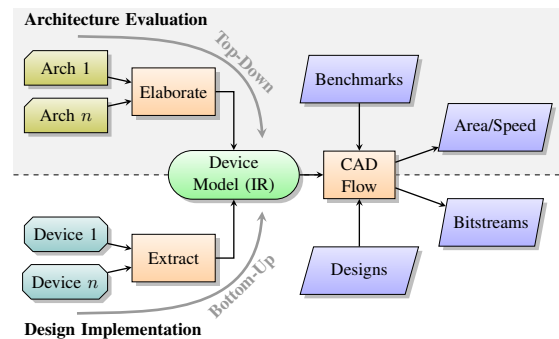 Architecture Evaluation
Arch 1
Arch n
Elaborate
Top-Down
Benchmarks
Area/Speed
Device
Model (IR)
CAD
Flow
Device 1
Device n
Extract
Bottom-Up
Designs
Bitstreams
Design Implementation